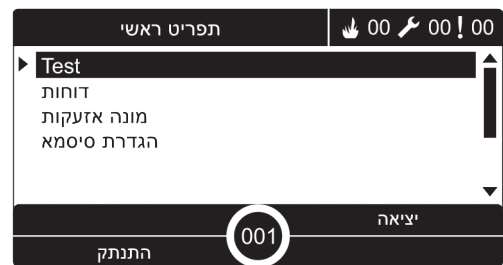 תפריט ראשי
00 00 ! 00
Test
דוחות
מונה אזעקות
הגדרת סיסמא
יציאה
001
התנתק